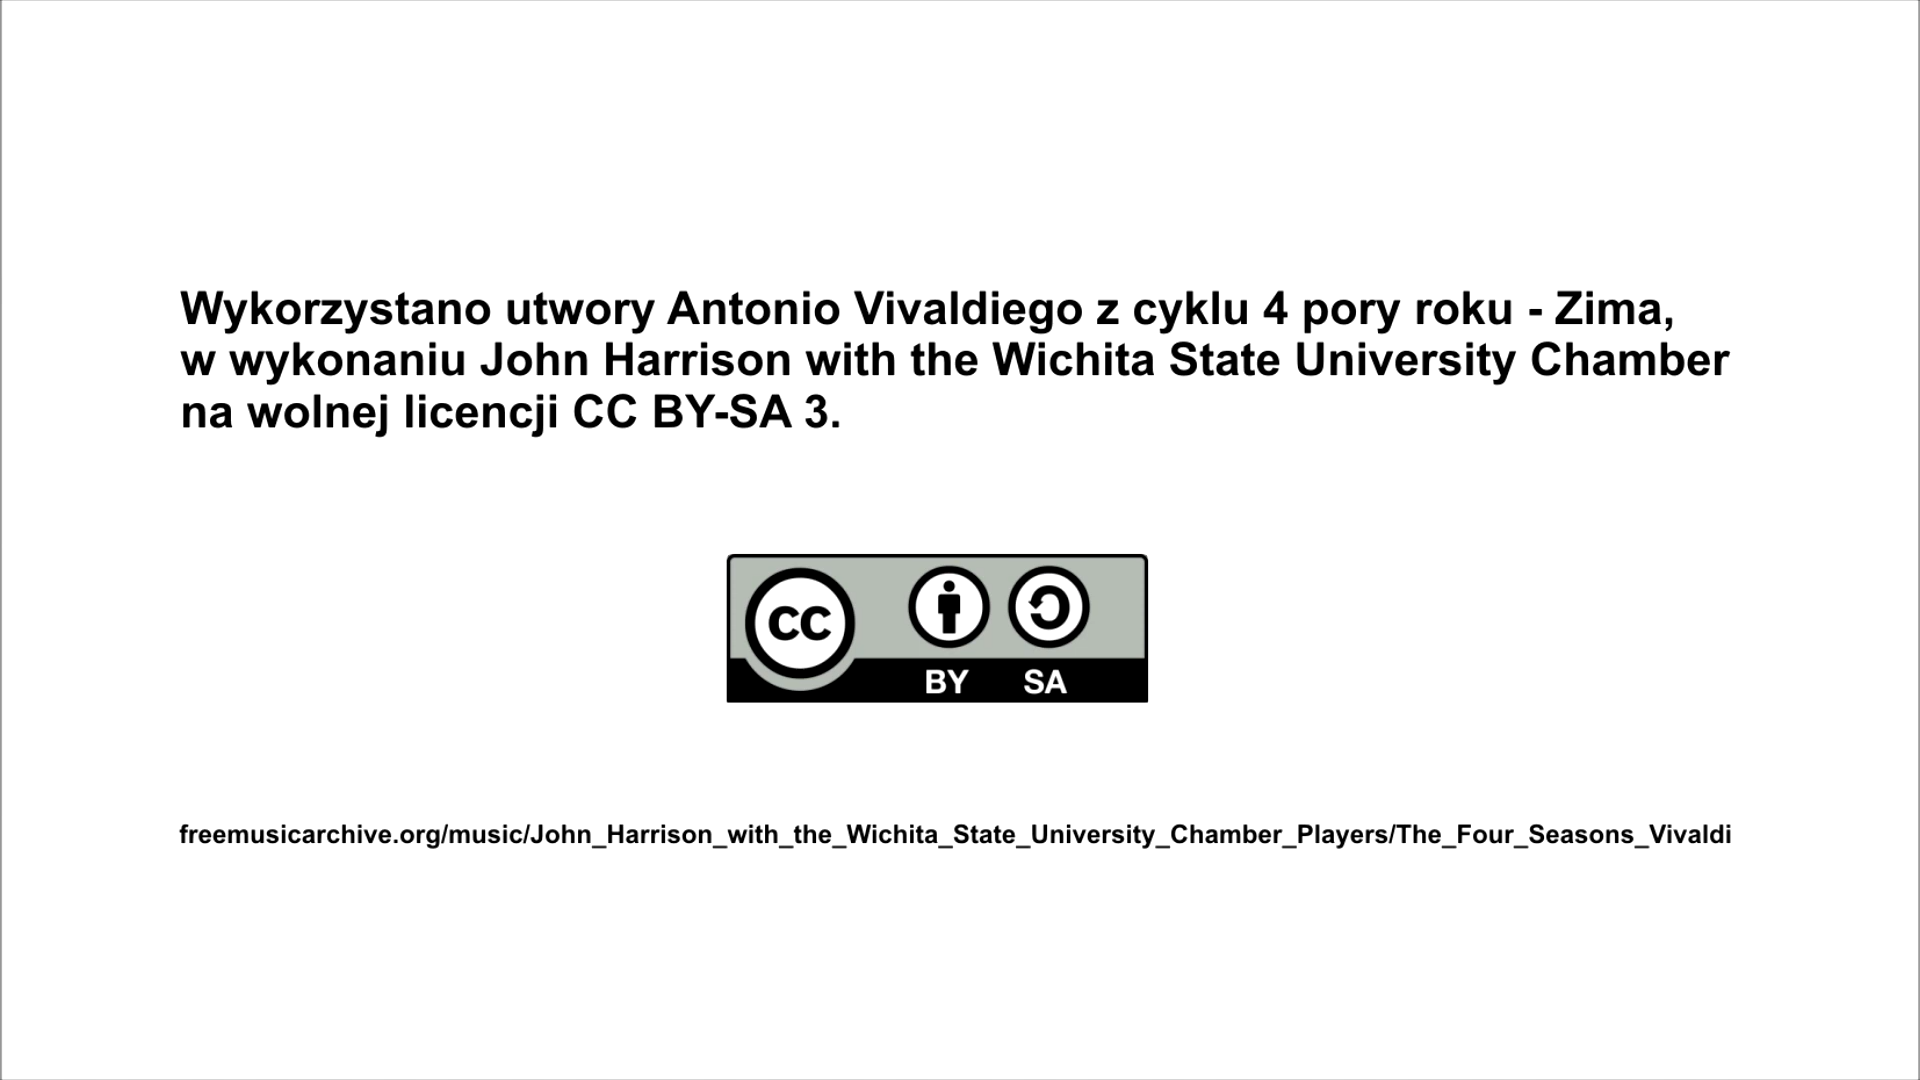 Wykorzystano utwory Antonio Vivaldiego z cyklu 4 pory roku - Zima,
w wykonaniu John Harrison with the Wichita State University Chamber
na wolnej licencji CC BY-SA 3.
CC
BY SA
freemusicarchive.org/music/John_Harrison_with_the_Wichita_State_University_Chamber_Players/The_Four_Seasons_Vivaldi